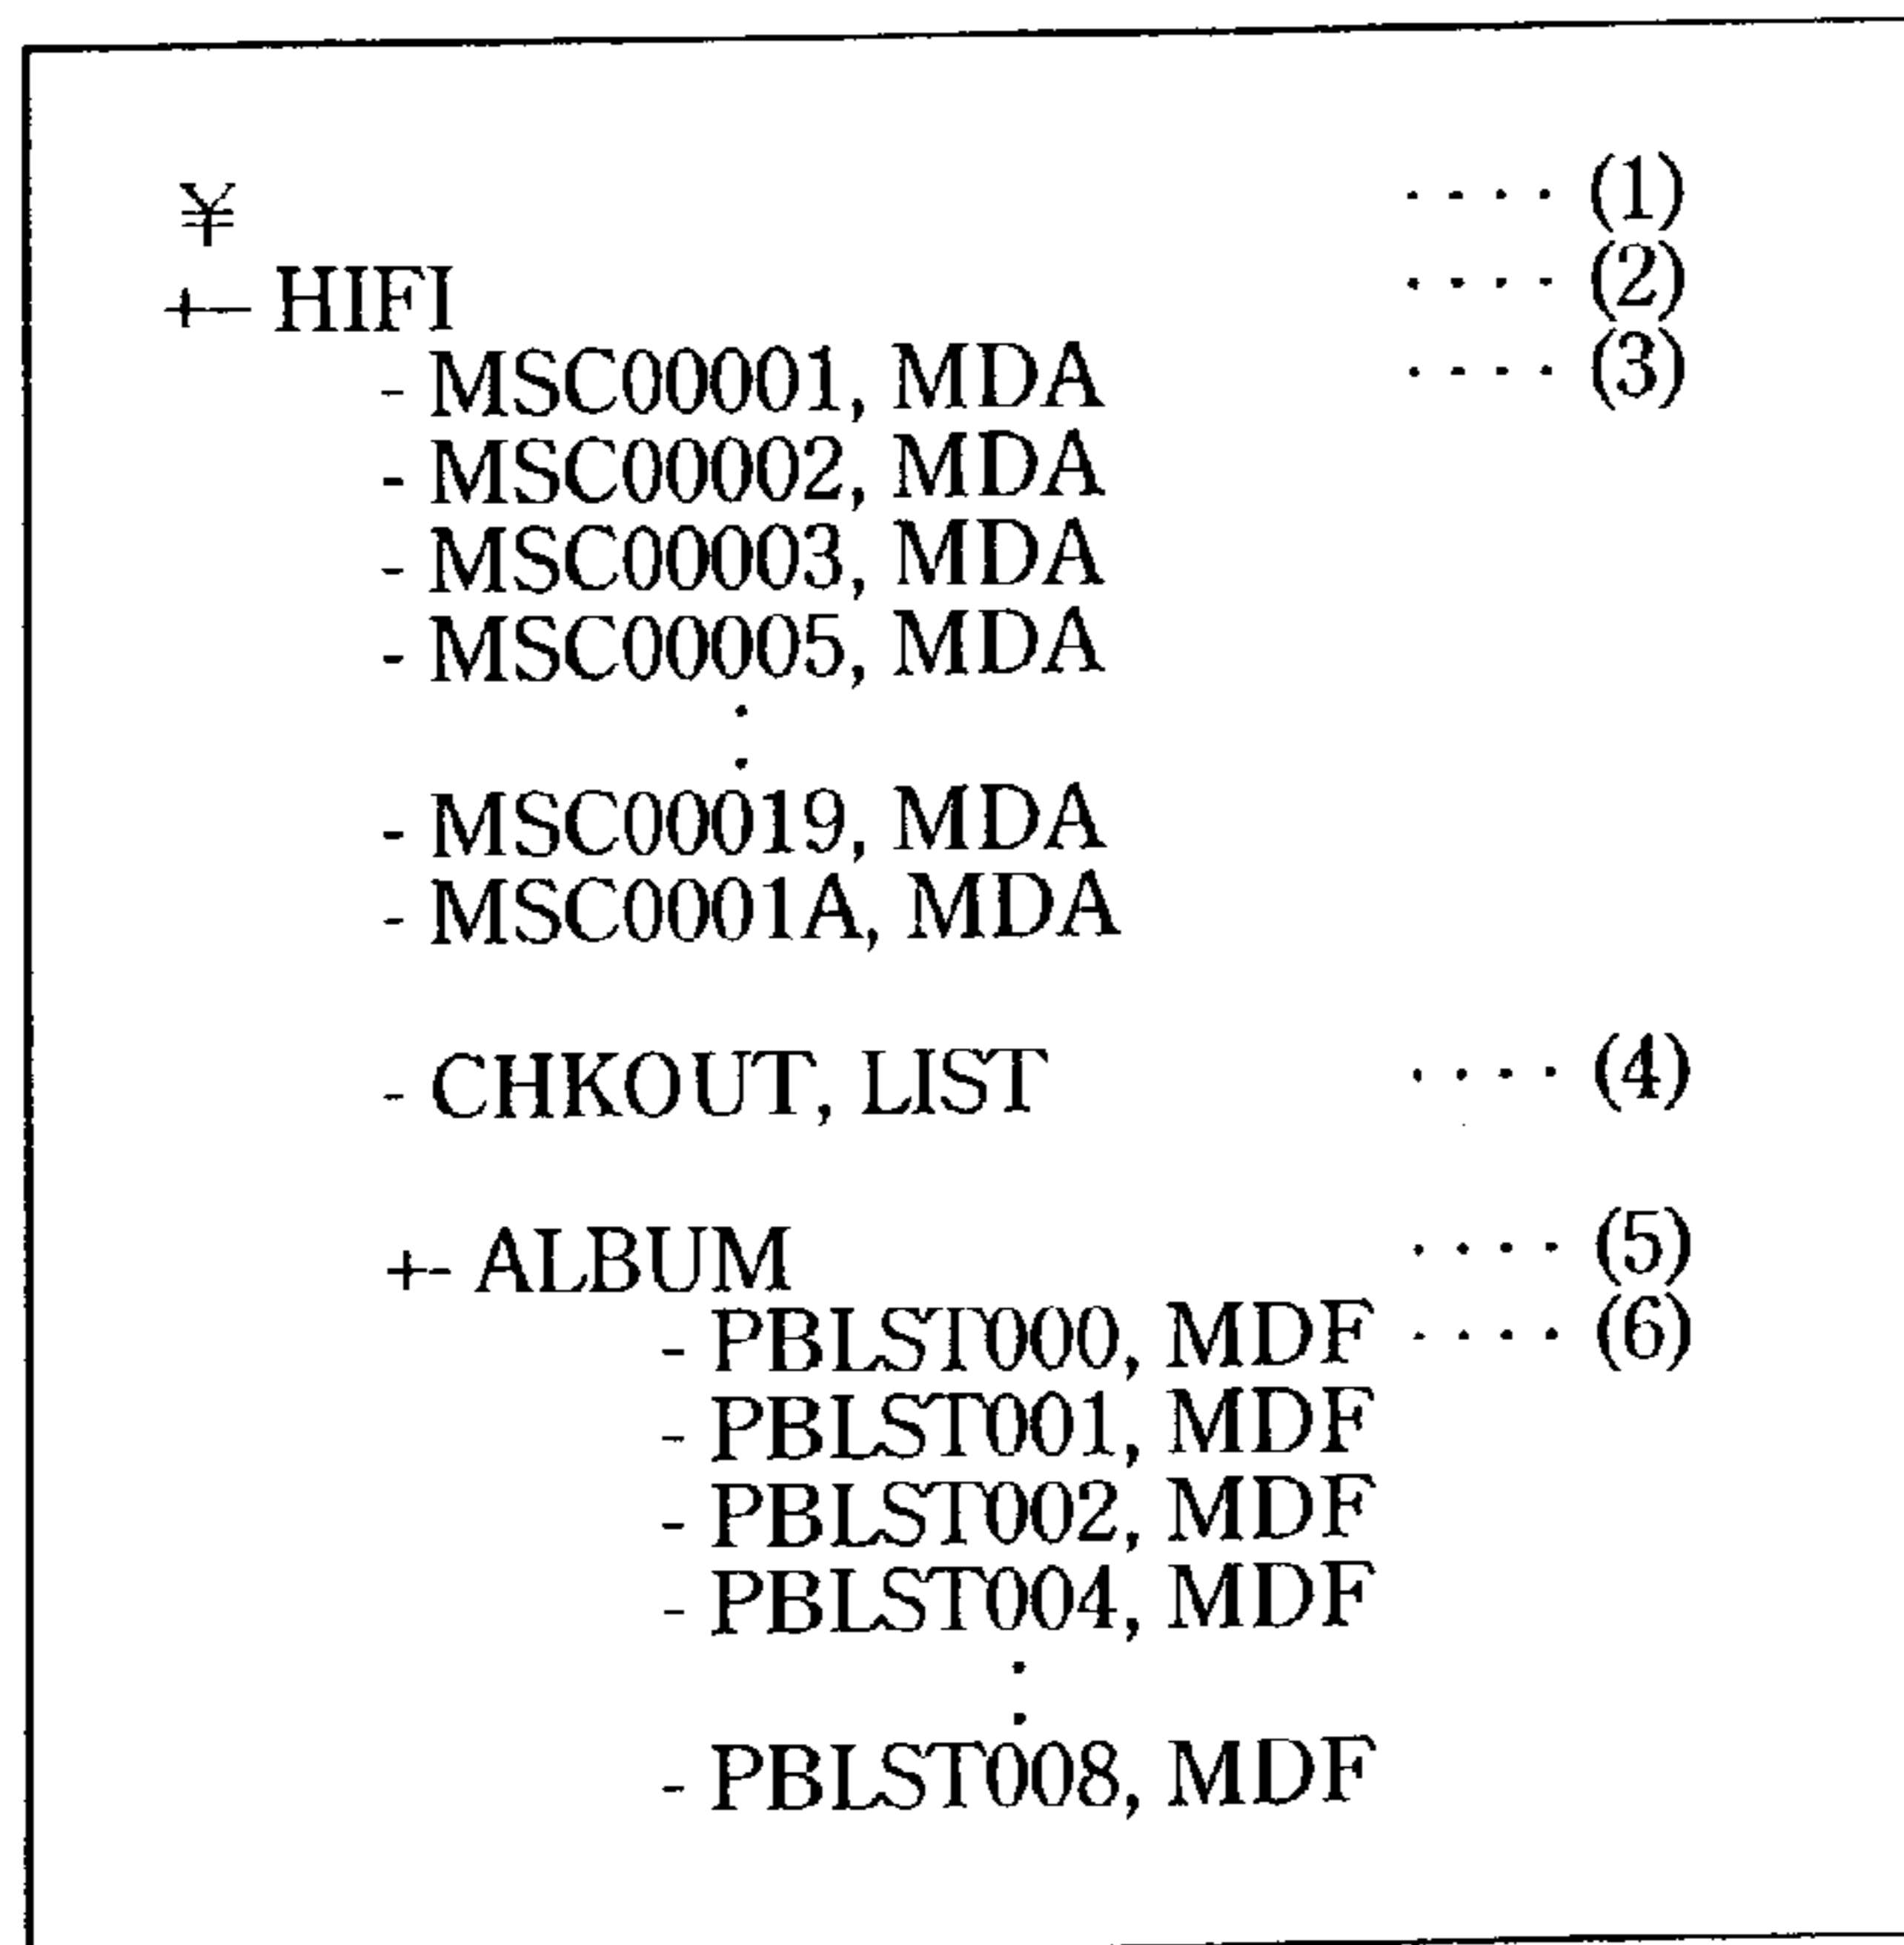 ¥ ････ (1)
+— HIFI ････ (2)
- MSC00001, MDA ････ (3)
- MSC00002, MDA
- MSC00003, MDA
- MSC00005, MDA
:
- MSC00019, MDA
- MSC0001A, MDA
- CHKOUT, LIST ････ (4)
+- ALBUM ････ (5)
- PBLST000, MDF ････ (6)
- PBLST001, MDF
- PBLST002, MDF
- PBLST004, MDF
:
- PBLST008, MDF